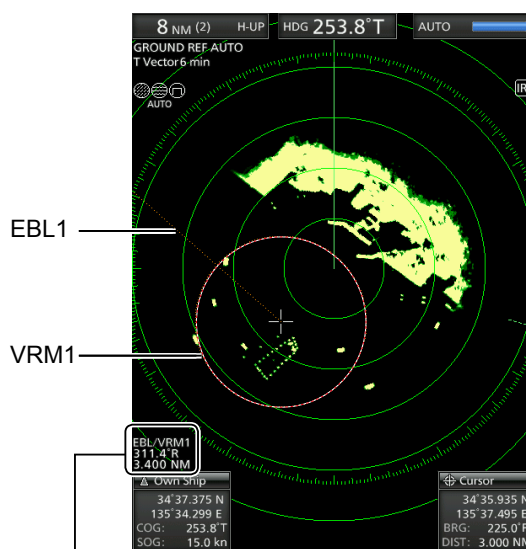 8 NM (2) H-UP HDG 253.8°T AUTO
GROUND REF AUTO
T Vector6 min
AUTO
IR
EBL1
VRM1
EBL/VRM1
311.4°R
3.400 NM
Own Ship
34°37.375 N
135°34.299 E
COG: 253.8°T
SOG: 15.0 kn
Cursor
34°35.935 N
135°37.495 E
BRG: 225.0°R
DIST: 3.000 NM